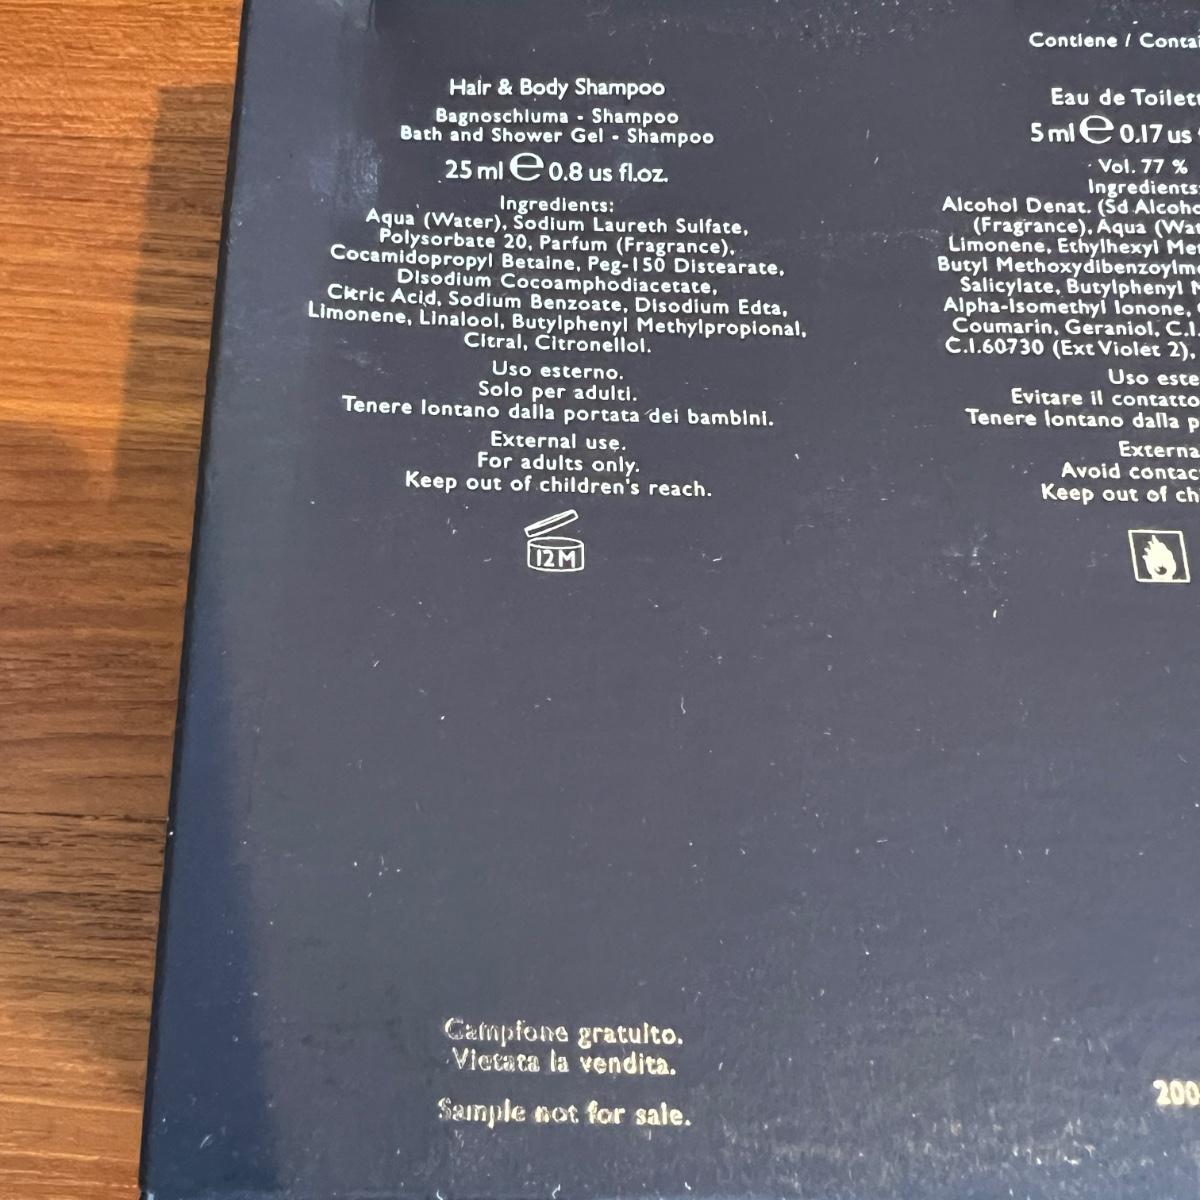 Contiene / Contai
Hair & Body Shampoo
Bagnoschiuma - Shampoo
Bath and Shower Gel - Shampoo
25 ml e 0.8 us fl.oz.
Ingredients:
Aqua (Water), Sodium Laureth Sulfate,
Polysorbate 20, Parfum (Fragrance),
Cocamidopropyl Betaine, Peg-150 Distearate,
Disodium Cocoamphodiacetate,
Citric Acid, Sodium Benzoate, Disodium Edta,
Limonene, Linalool, Butylphenyl Methylpropional,
Citral, Citronellol.
Uso esterno.
Solo per adulti.
Tenere lontano dalla portata dei bambini.
External use.
For adults only.
Keep out of children's reach.
12M
Campione gratuito.
Vietata la vendita.
Sample not for sale.
Eau de Toilett
5 ml e 0.17 us
Vol. 77 %
Ingredients:
Alcohol Denat. (Sd Alcoho
(Fragrance), Aqua (Wat
Limonene, Ethylhexyl Me
Butyl Methoxydibenzoylme
Salicylate, Butylphenyl M
Alpha-Isomethyl Ionone,
Coumarin, Geraniol, C.I.
C.I.60730 (Ext Violet 2),
Uso este
Evitare il contatto
Tenere lontano dalla p
Externa
Avoid contac
Keep out of ch
200